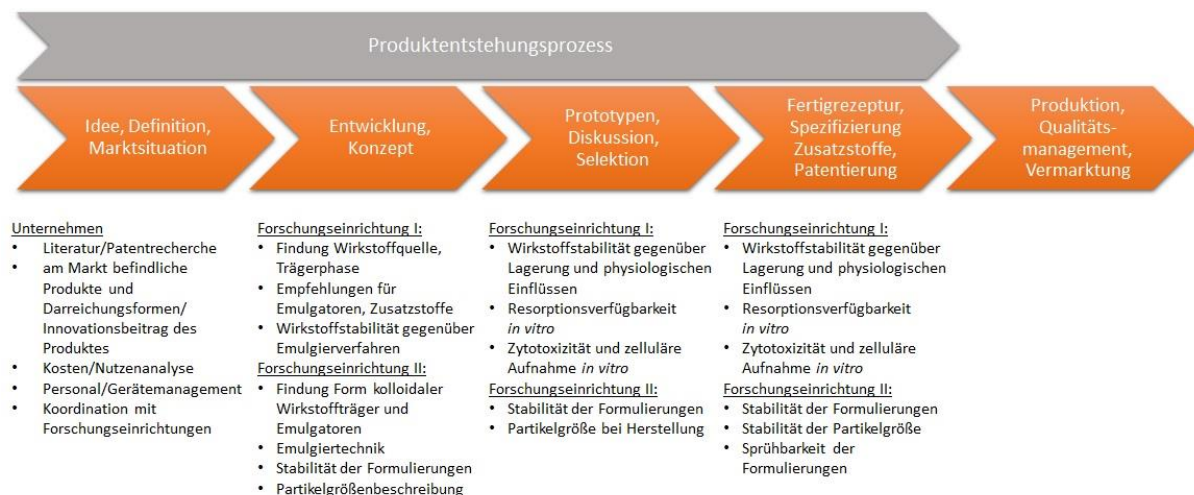 Produktentstehungsprozess
Idee, Definition,
Marktsituation
Entwicklung,
Konzept
Prototypen,
Diskussion,
Selektion
Fertigrezeptur,
Spezifizierung
Zusatzstoffe,
Patentierung
Produktion,
Qualitäts-
management,
Vermarktung
Unternehmen
• Literatur/Patentrecherche
• am Markt befindliche
Produkte und
Darreichungsformen/
Innovationsbeitrag des
Produktes
• Kosten/Nutzenanalyse
• Personal/Gerätemanagement
• Koordination mit
Forschungseinrichtungen
Forschungseinrichtung I:
• Findung Wirkstoffquelle,
Trägerphase
• Empfehlungen für
Emulgatoren, Zusatzstoffe
• Wirkstoffstabilität gegenüber
Emulgierverfahren
Forschungseinrichtung II:
• Findung Form kolloidaler
Wirkstoffträger und
Emulgatoren
• Emulgiertechnik
• Stabilität der Formulierungen
• Partikelgrößenbeschreibung
Forschungseinrichtung I:
• Wirkstoffstabilität gegenüber
Lagerung und physiologischen
Einflüssen
• Resorptionsverfügbarkeit
in vitro
• Zytotoxizität und zelluläre
Aufnahme in vitro
Forschungseinrichtung II:
• Stabilität der Formulierungen
• Partikelgröße bei Herstellung
Forschungseinrichtung I:
• Wirkstoffstabilität gegenüber
Lagerung und physiologischen
Einflüssen
• Resorptionsverfügbarkeit
in vitro
• Zytotoxizität und zelluläre
Aufnahme in vitro
Forschungseinrichtung II:
• Stabilität der Formulierungen
• Stabilität der Partikelgröße
• Sprühbarkeit der
Formulierungen